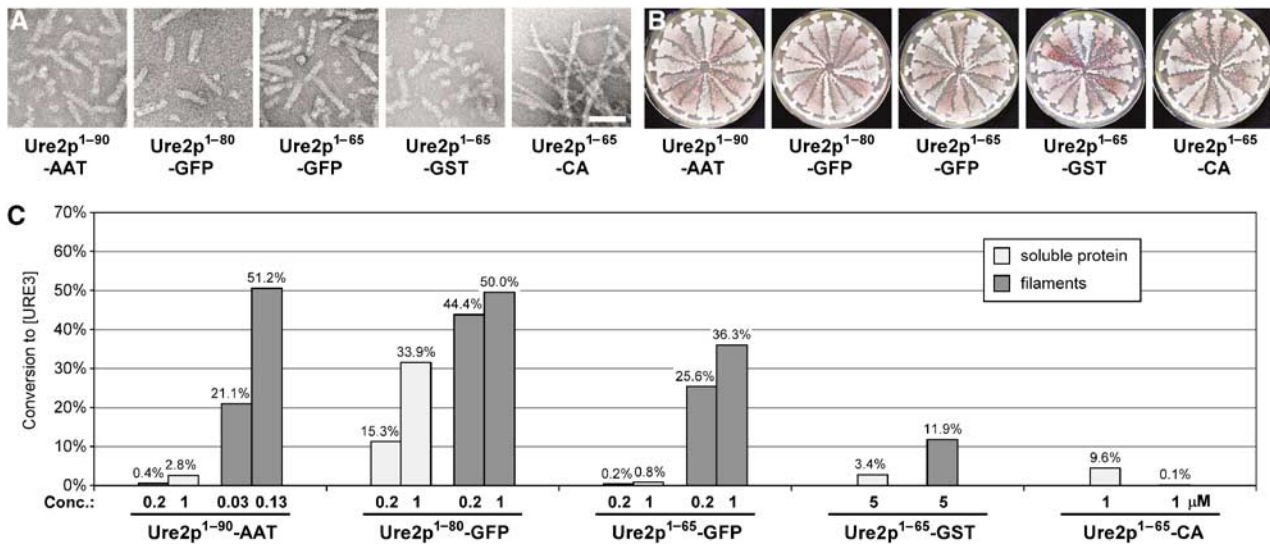 A
B
Ure2p1–90 -AAT
Ure2p1–80 -GFP
Ure2p1–65 -GFP
Ure2p1–65 -GST
Ure2p1–65 -CA
Ure2p1–90 -AAT
Ure2p1–80 -GFP
Ure2p1–65 -GFP
Ure2p1–65 -GST
Ure2p1–65 -CA
C
Conversion to [URE3]
70%
60%
50%
40%
30%
20%
10%
0%
0.4% 2.8% 21.1% 51.2%
15.3% 33.9% 44.4% 50.0%
0.2% 0.8% 25.6% 36.3%
3.4% 11.9%
9.6% 0.1%
soluble protein
filaments
Conc.: 0.2 1 0.03 0.13 0.2 1 0.2 1 0.2 1 0.2 1 5 5 1 1 μM
Ure2p1–90-AAT Ure2p1–80-GFP Ure2p1–65-GFP Ure2p1–65-GST Ure2p1–65-CA